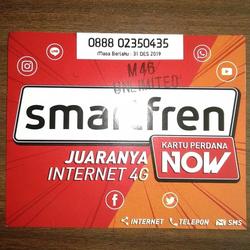 0888 02350435
Masa Berlaku : 31 DES 2019
M46
UNLIMITED
smartfren
KARTU PERDANA
NOW
JUARANYA
INTERNET 4G
INTERNET TELEPON SMS